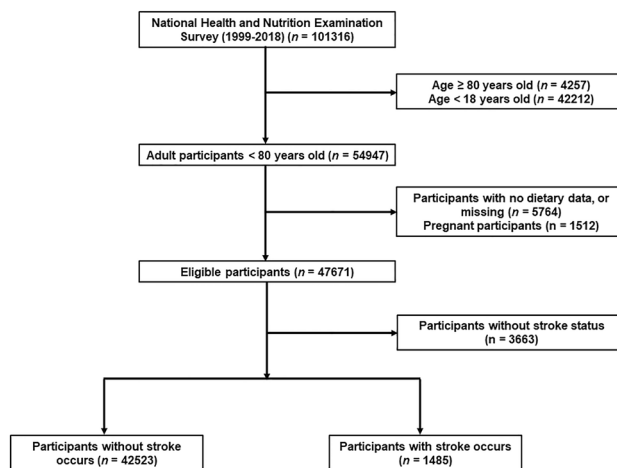 National Health and Nutrition Examination
Survey (1999-2018) (n = 101316)
Age ≥ 80 years old (n = 4257)
Age < 18 years old (n = 42212)
Adult participants < 80 years old (n = 54947)
Participants with no dietary data, or
missing (n = 5764)
Pregnant participants (n = 1512)
Eligible participants (n = 47671)
Participants without stroke status
(n = 3663)
Participants without stroke
occurs (n = 42523)
Participants with stroke occurs
(n = 1485)